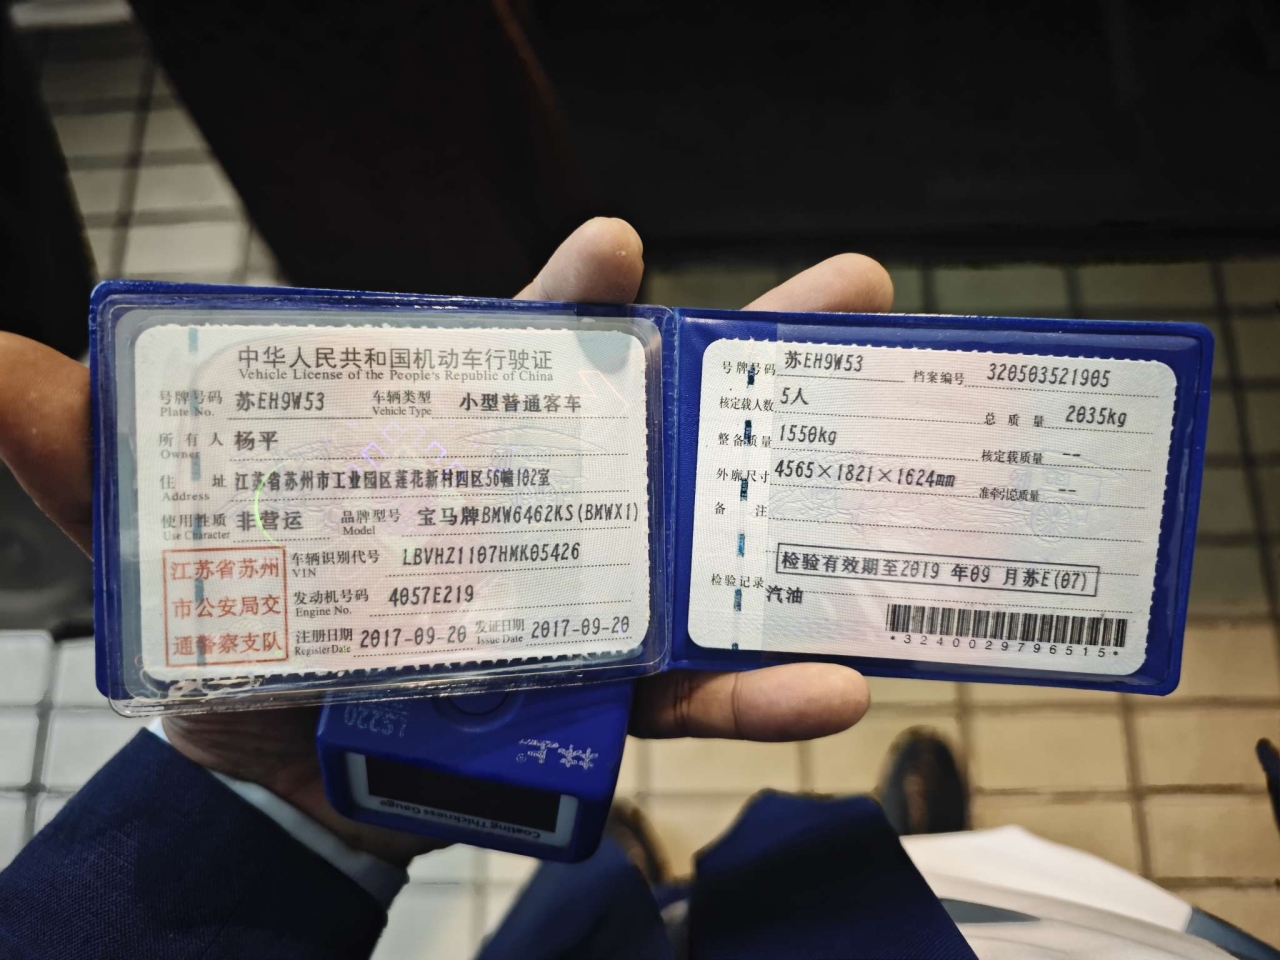 中华人民共和国机动车行驶证
Vehicle License of the People's Republic of China
号牌号码 苏EH9W53 车辆类型 小型普通客车
Plate No. Vehicle Type
所有人 杨平
Owner
住址 江苏省苏州市工业园区莲花新村四区56幢102室
Address
使用性质 非营运 品牌型号 宝马牌BMW6462KS(BMWX1)
Use Character Model
江苏省苏州
市公安局交
通警察支队
车辆识别代号 LBVHZ1107HMK05426
VIN
发动机号码 4057E219
Engine No.
注册日期 2017-09-20 发证日期 2017-09-20
Register Date Issue Date
号牌号码 苏EH9W53 档案编号 320503521905
核定载人数 5人 总质量 2035kg
整备质量 1550kg 核定载质量 --
外廓尺寸 4565×1821×1624mm 准牵引总质量 --
备注
检验有效期至2019 年09 月苏E(07)
检验记录
汽油
*3240029796515*
LS220
Coating Thickness Gauge